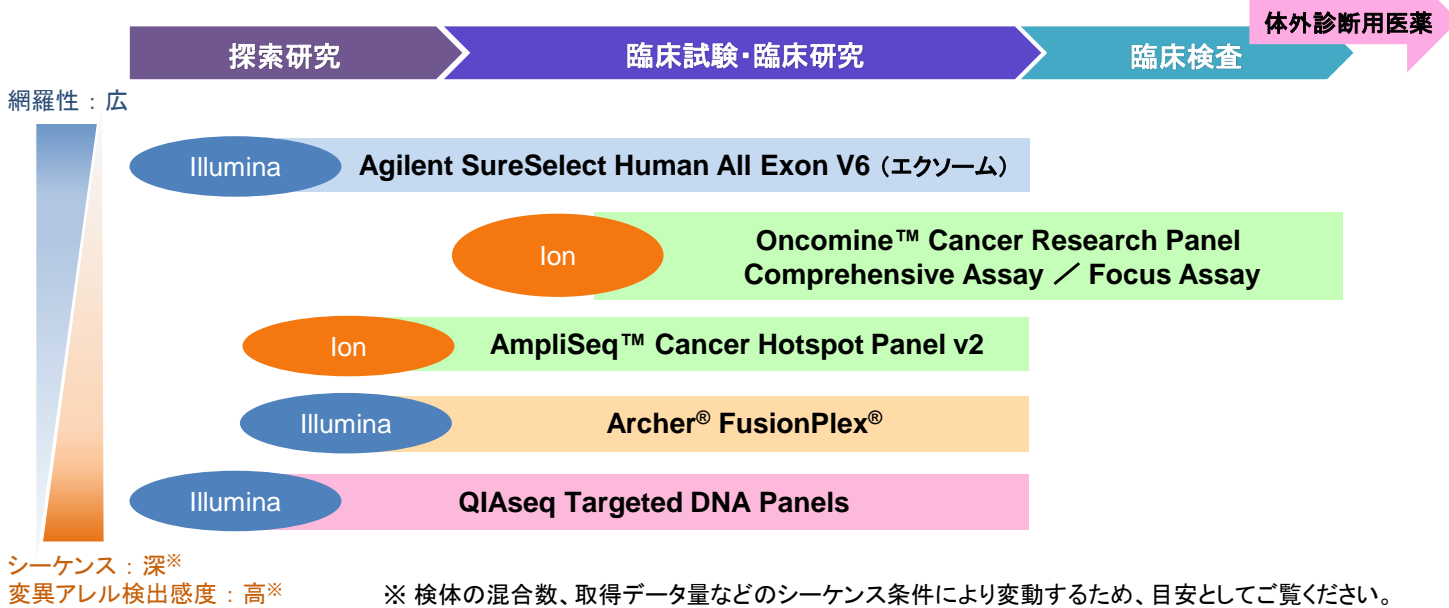 体外診断用医薬
探索研究
臨床試験・臨床研究
臨床検査
網羅性：広
Illumina
Agilent SureSelect Human All Exon V6（エクソーム）
Ion
Oncomine™ Cancer Research Panel
Comprehensive Assay ／ Focus Assay
Ion
AmpliSeq™ Cancer Hotspot Panel v2
Illumina
Archer® FusionPlex®
Illumina
QIAseq Targeted DNA Panels
シーケンス：深※
変異アレル検出感度：高※
※ 検体の混合数、取得データ量などのシーケンス条件により変動するため、目安としてご覧ください。